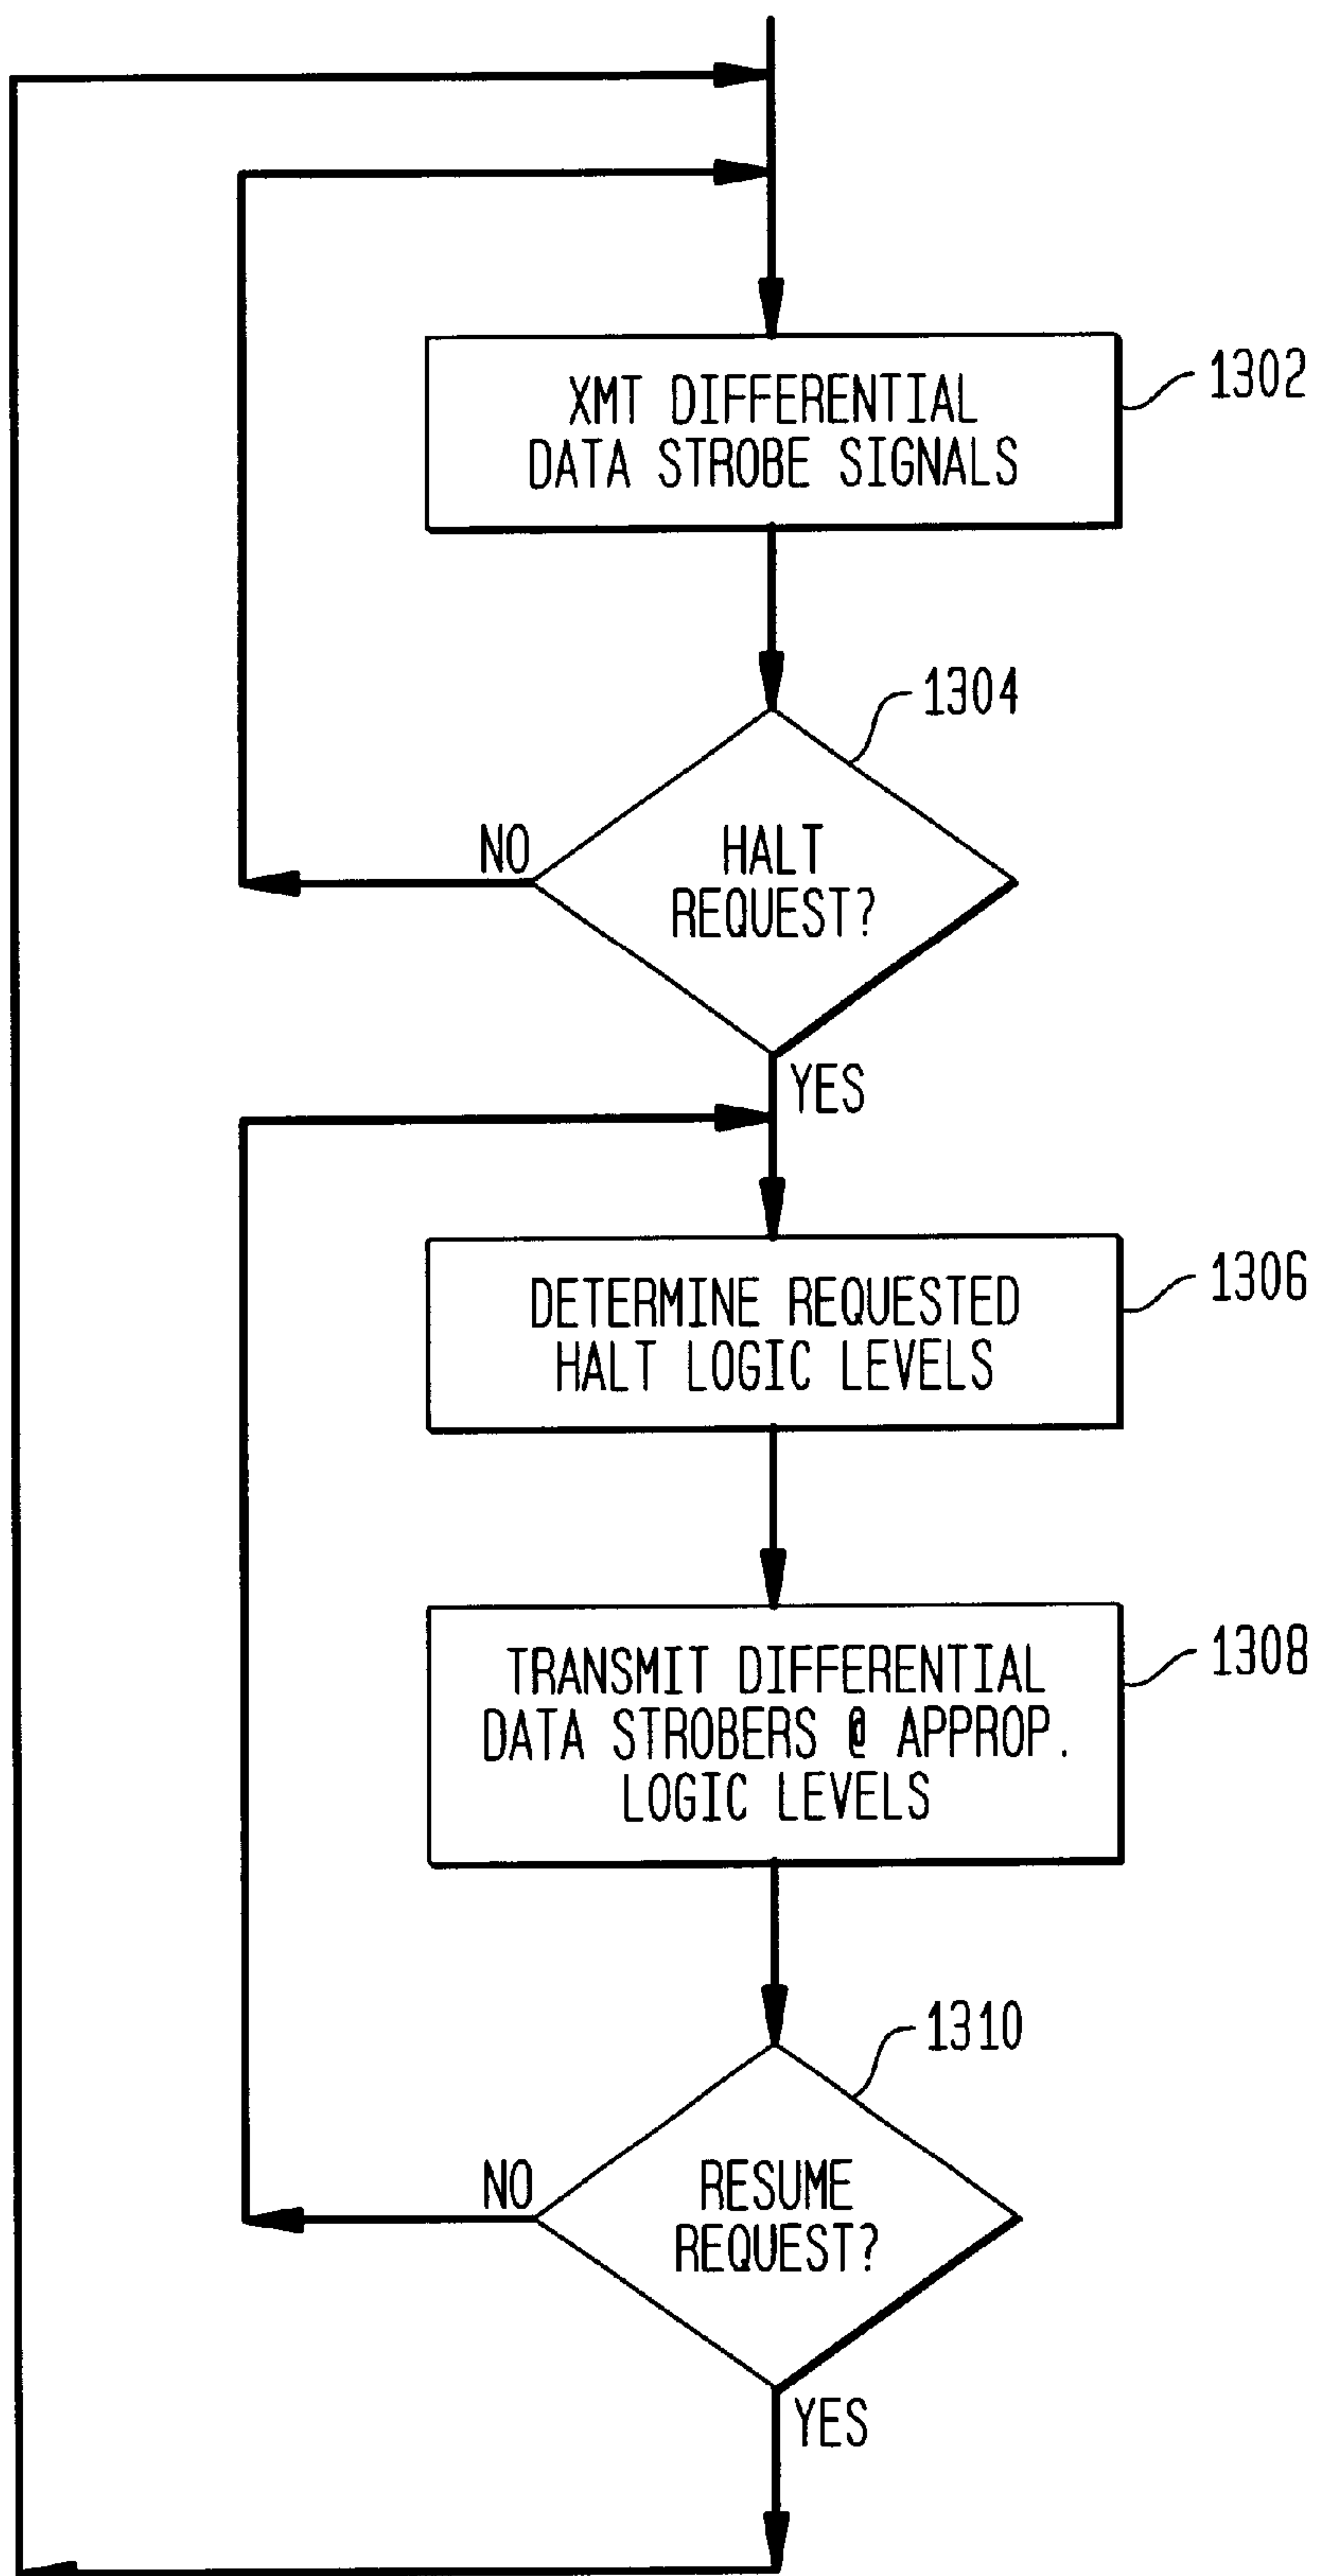 XMT DIFFERENTIAL
DATA STROBE SIGNALS
1302
1304
HALT
REQUEST?
NO
YES
DETERMINE REQUESTED
HALT LOGIC LEVELS
1306
TRANSMIT DIFFERENTIAL
DATA STROBERS @ APPROP.
LOGIC LEVELS
1308
1310
RESUME
REQUEST?
NO
YES